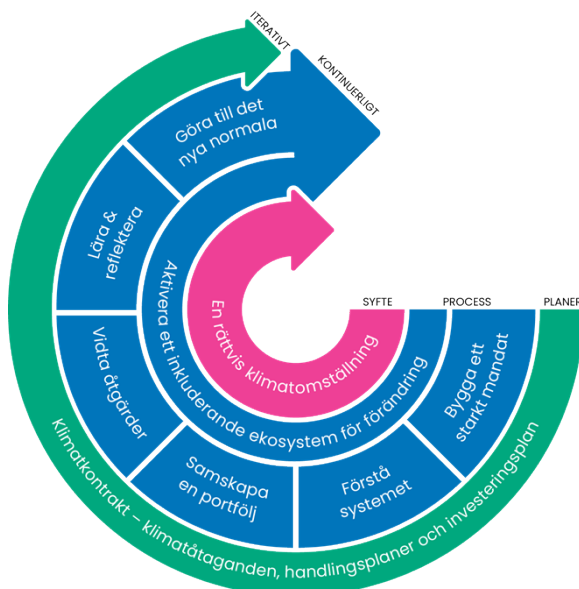 ITERATIVT
KONTINUERLIGT
Göra till det
nya normala
Lära &
reflektera
Vidta åtgärder
Samskapa
en portfölj
Förstå
systemet
Bygga ett
starkt mandat
Aktivera ett inkluderande ekosystem för förändring
En rättvis klimatomställning
SYFTE
PROCESS
PLANER
Klimatkontrakt – klimatåtaganden, handlingsplaner och investeringsplan